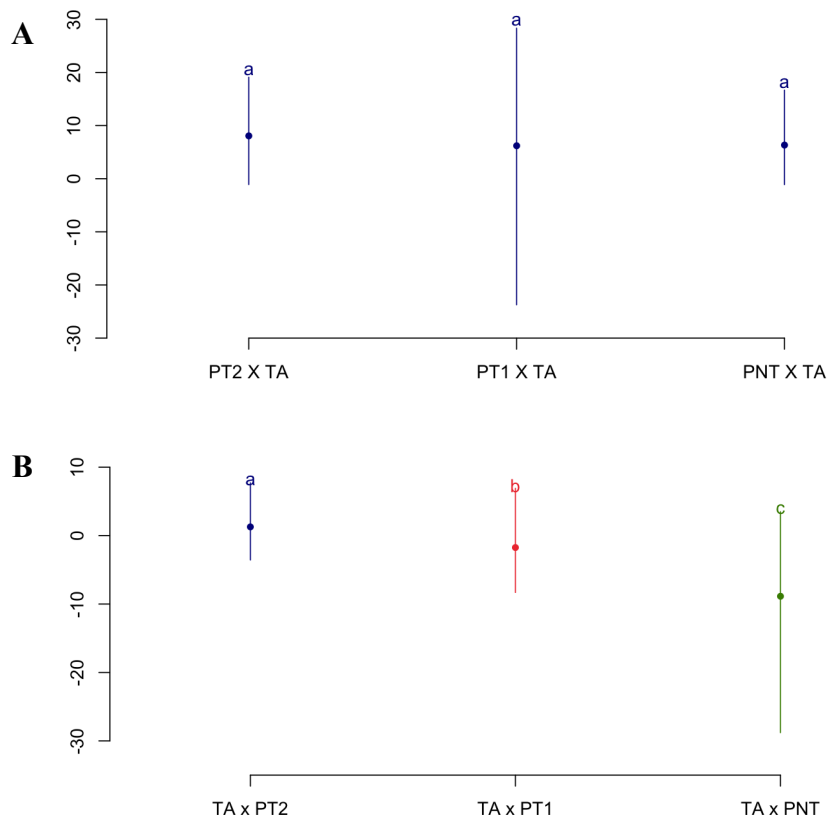 A
30
20
10
0
-10
-20
-30
a
a
a
PT2 X TA
PT1 X TA
PNT X TA
B
10
0
-10
-20
-30
a
b
c
TA x PT2
TA x PT1
TA x PNT